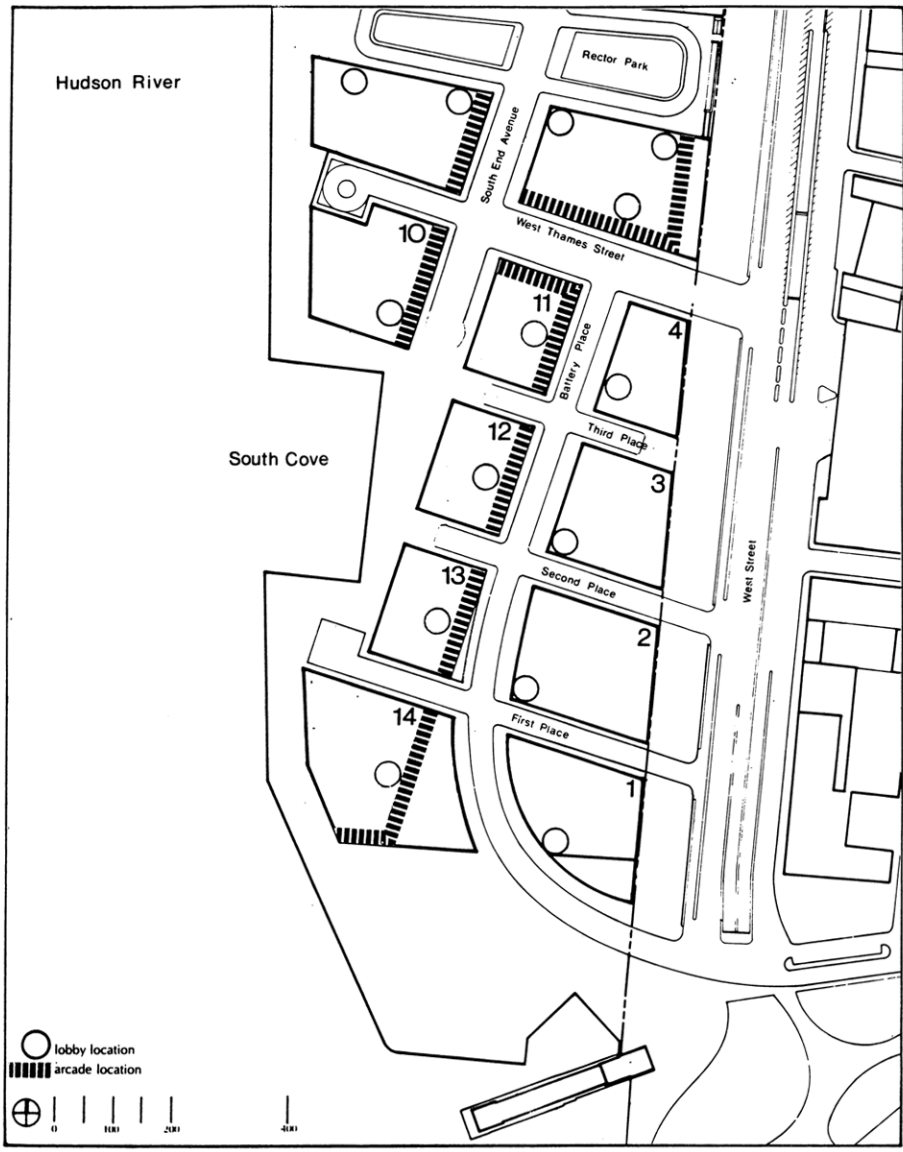 Hudson River
Rector Park
South End Avenue
West Thames Street
10
11
4
Battery Place
12
Third Place
South Cove
3
13
Second Place
West Street
2
14
First Place
1
lobby location
arcade location
0 100 200 400